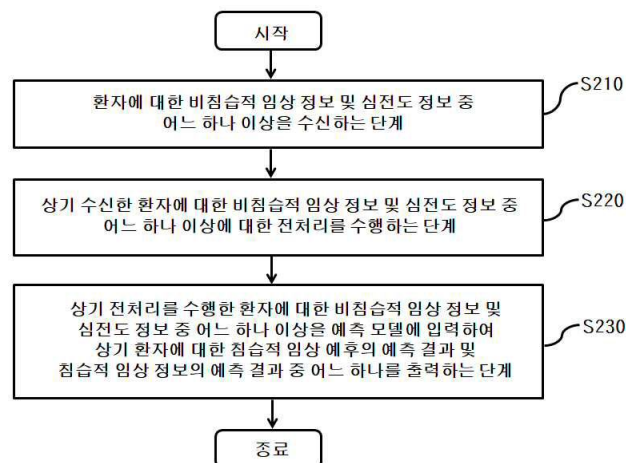 시작
환자에 대한 비침습적 임상 정보 및 심전도 정보 중
어느 하나 이상을 수신하는 단계
S210
상기 수신한 환자에 대한 비침습적 임상 정보 및 심전도 정보 중
어느 하나 이상에 대한 전처리를 수행하는 단계
S220
상기 전처리를 수행한 환자에 대한 비침습적 임상 정보 및
심전도 정보 중 어느 하나 이상을 예측 모델에 입력하여
상기 환자에 대한 침습적 임상 예후의 예측 결과 및
침습적 임상 정보의 예측 결과 중 어느 하나를 출력하는 단계
S230
종료